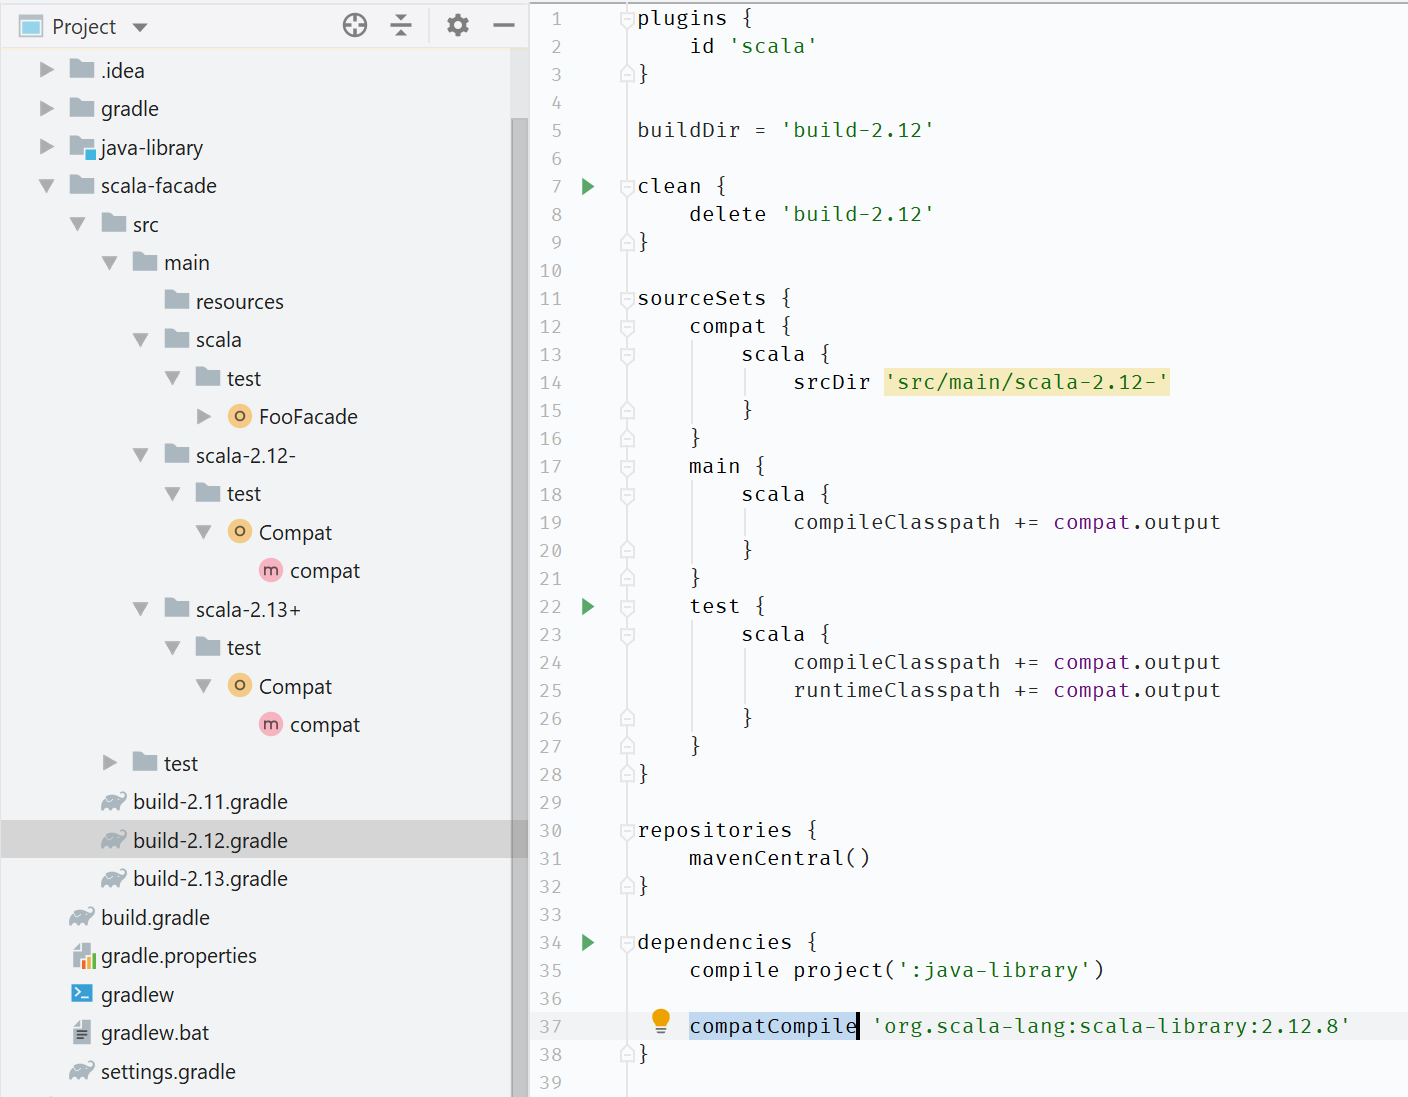 Project
.idea
gradle
java-library
scala-facade
src
main
resources
scala
test
o FooFacade
scala-2.12-
test
o Compat
m compat
scala-2.13+
test
o Compat
m compat
test
build-2.11.gradle
build-2.12.gradle
build-2.13.gradle
build.gradle
gradle.properties
gradlew
gradlew.bat
settings.gradle
1 plugins {
2     id 'scala'
3 }
4
5 buildDir = 'build-2.12'
6
7 clean {
8     delete 'build-2.12'
9 }
10
11 sourceSets {
12     compat {
13         scala {
14             srcDir 'src/main/scala-2.12-'
15         }
16     }
17     main {
18         scala {
19             compileClasspath += compat.output
20         }
21     }
22     test {
23         scala {
24             compileClasspath += compat.output
25             runtimeClasspath += compat.output
26         }
27     }
28 }
29
30 repositories {
31     mavenCentral()
32 }
33
34 dependencies {
35     compile project(':java-library')
36
37     compatCompile 'org.scala-lang:scala-library:2.12.8'
38 }
39